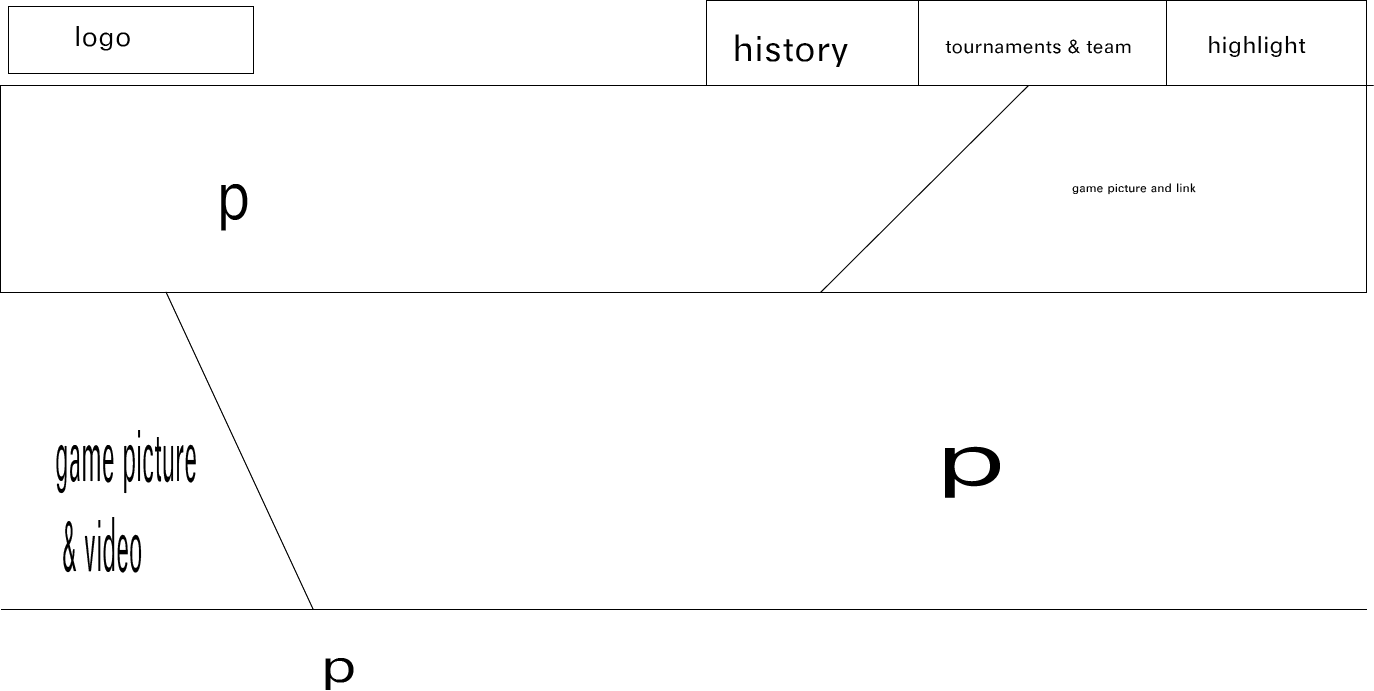 logo
history
tournaments & team
highlight
p
game picture and link
game picture
& video
p
p